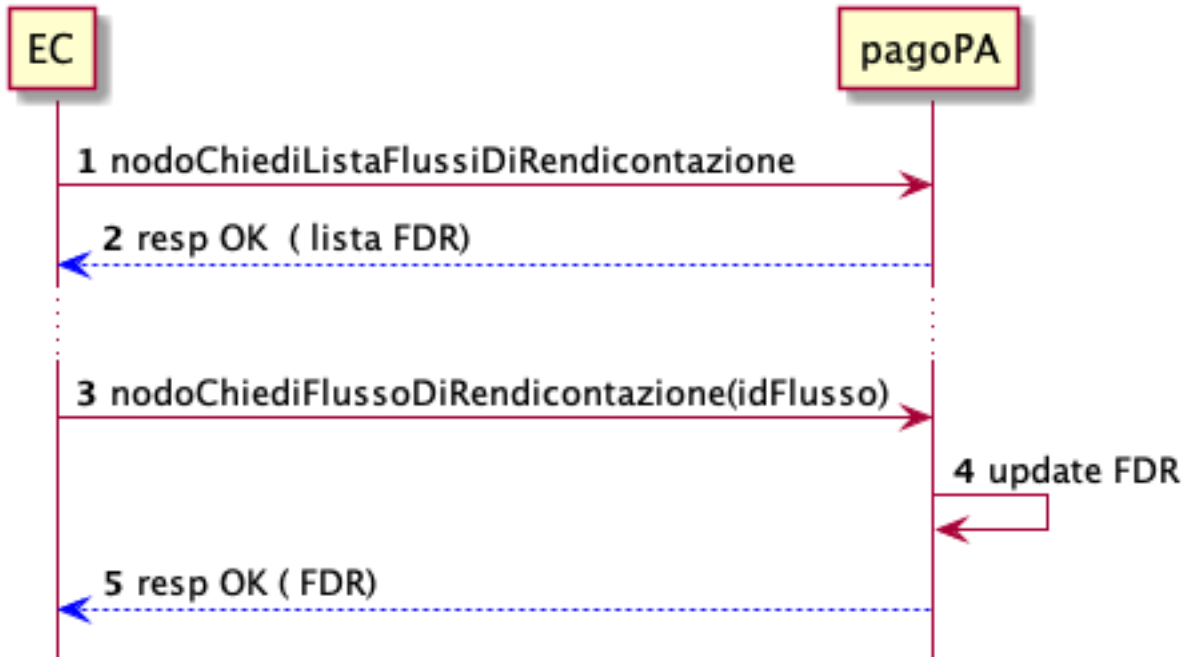 EC
pagoPA
1 nodoChiediListaFlussiDiRendicontazione
2 resp OK ( lista FDR)
3 nodoChiediFlussoDiRendicontazione(idFlusso)
4 update FDR
5 resp OK ( FDR)